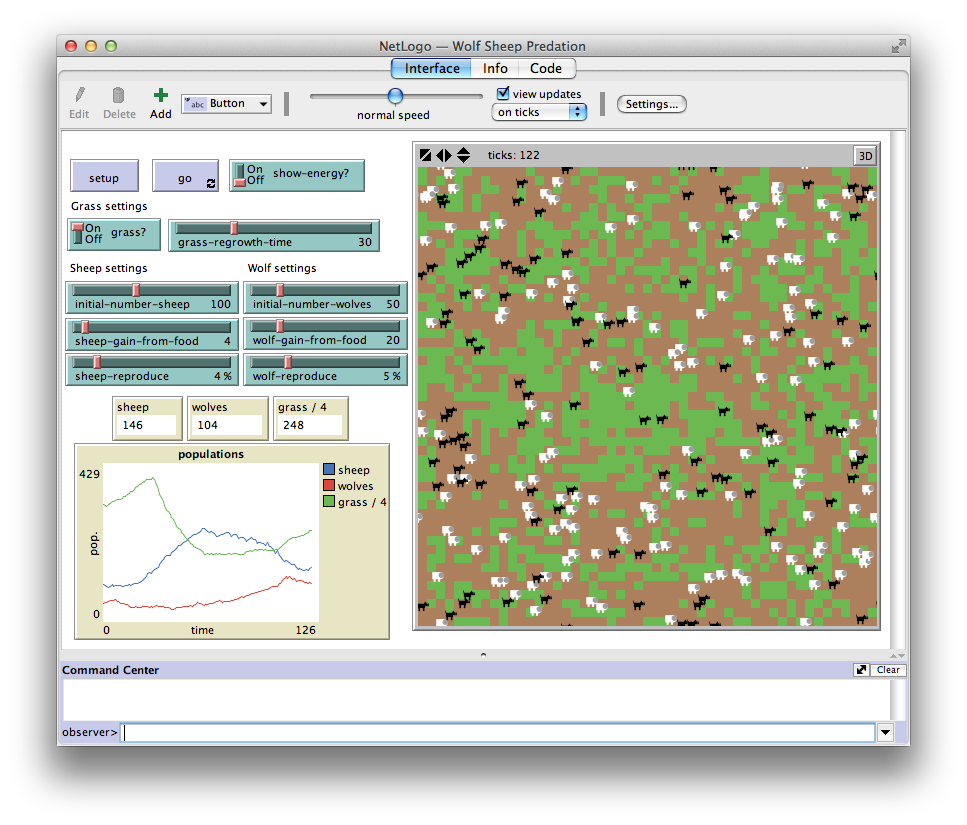 NetLogo — Wolf Sheep Predation
Interface Info Code
Edit Delete Add abc Button normal speed view updates on ticks Settings...
ticks: 122 3D
setup go On Off show-energy?
Grass settings
On Off grass? grass-regrowth-time 30
Sheep settings Wolf settings
initial-number-sheep 100 initial-number-wolves 50
sheep-gain-from-food 4 wolf-gain-from-food 20
sheep-reproduce 4 % wolf-reproduce 5 %
sheep wolves grass / 4
146 104 248
populations
429
pop.
0
0 time 126
sheep
wolves
grass / 4
Command Center Clear
observer>